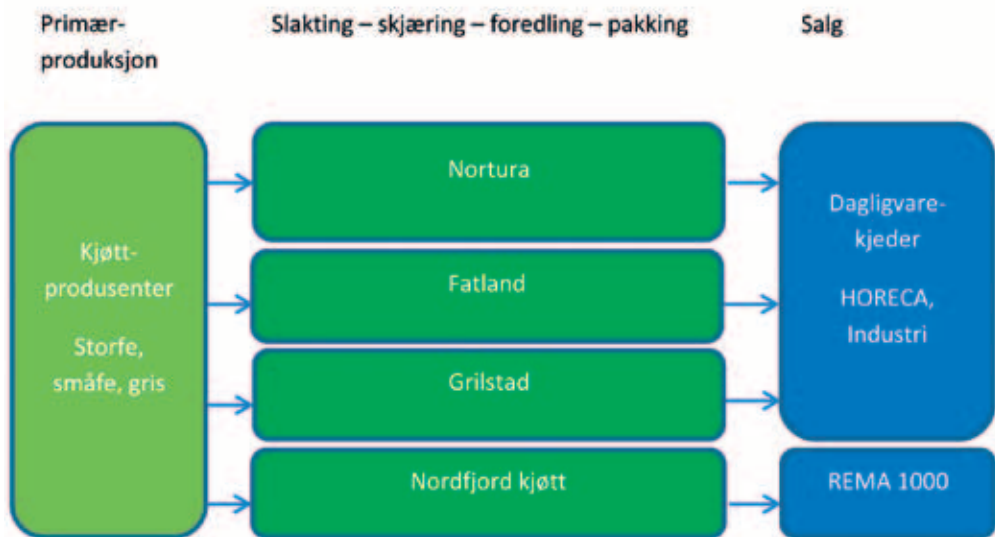 Primær-
produksjon
Slakting – skjæring – foredling – pakking
Salg
Kjøtt-
produsenter
Storfe,
småfe, gris
Nortura
Fatland
Grilstad
Nordfjord kjøtt
Dagligvare-
kjeder
HORECA,
Industri
REMA 1000